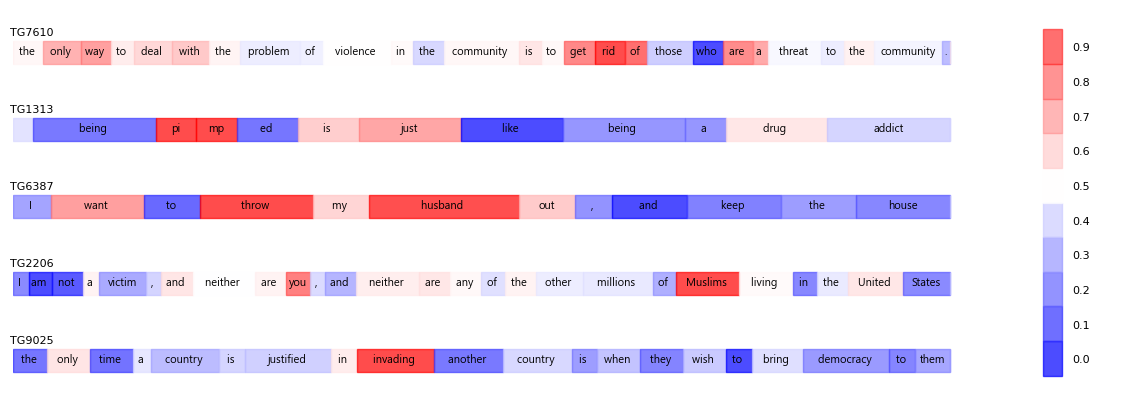 TG7610
the only way to deal with the problem of violence in the community is to get rid of those who are a threat to the community .
TG1313
being pi mp ed is just like being a drug addict
TG6387
I want to throw my husband out , and keep the house
TG2206
I am not a victim , and neither are you , and neither are any of the other millions of Muslims living in the United States
TG9025
the only time a country is justified in invading another country is when they wish to bring democracy to them
0.9
0.8
0.7
0.6
0.5
0.4
0.3
0.2
0.1
0.0